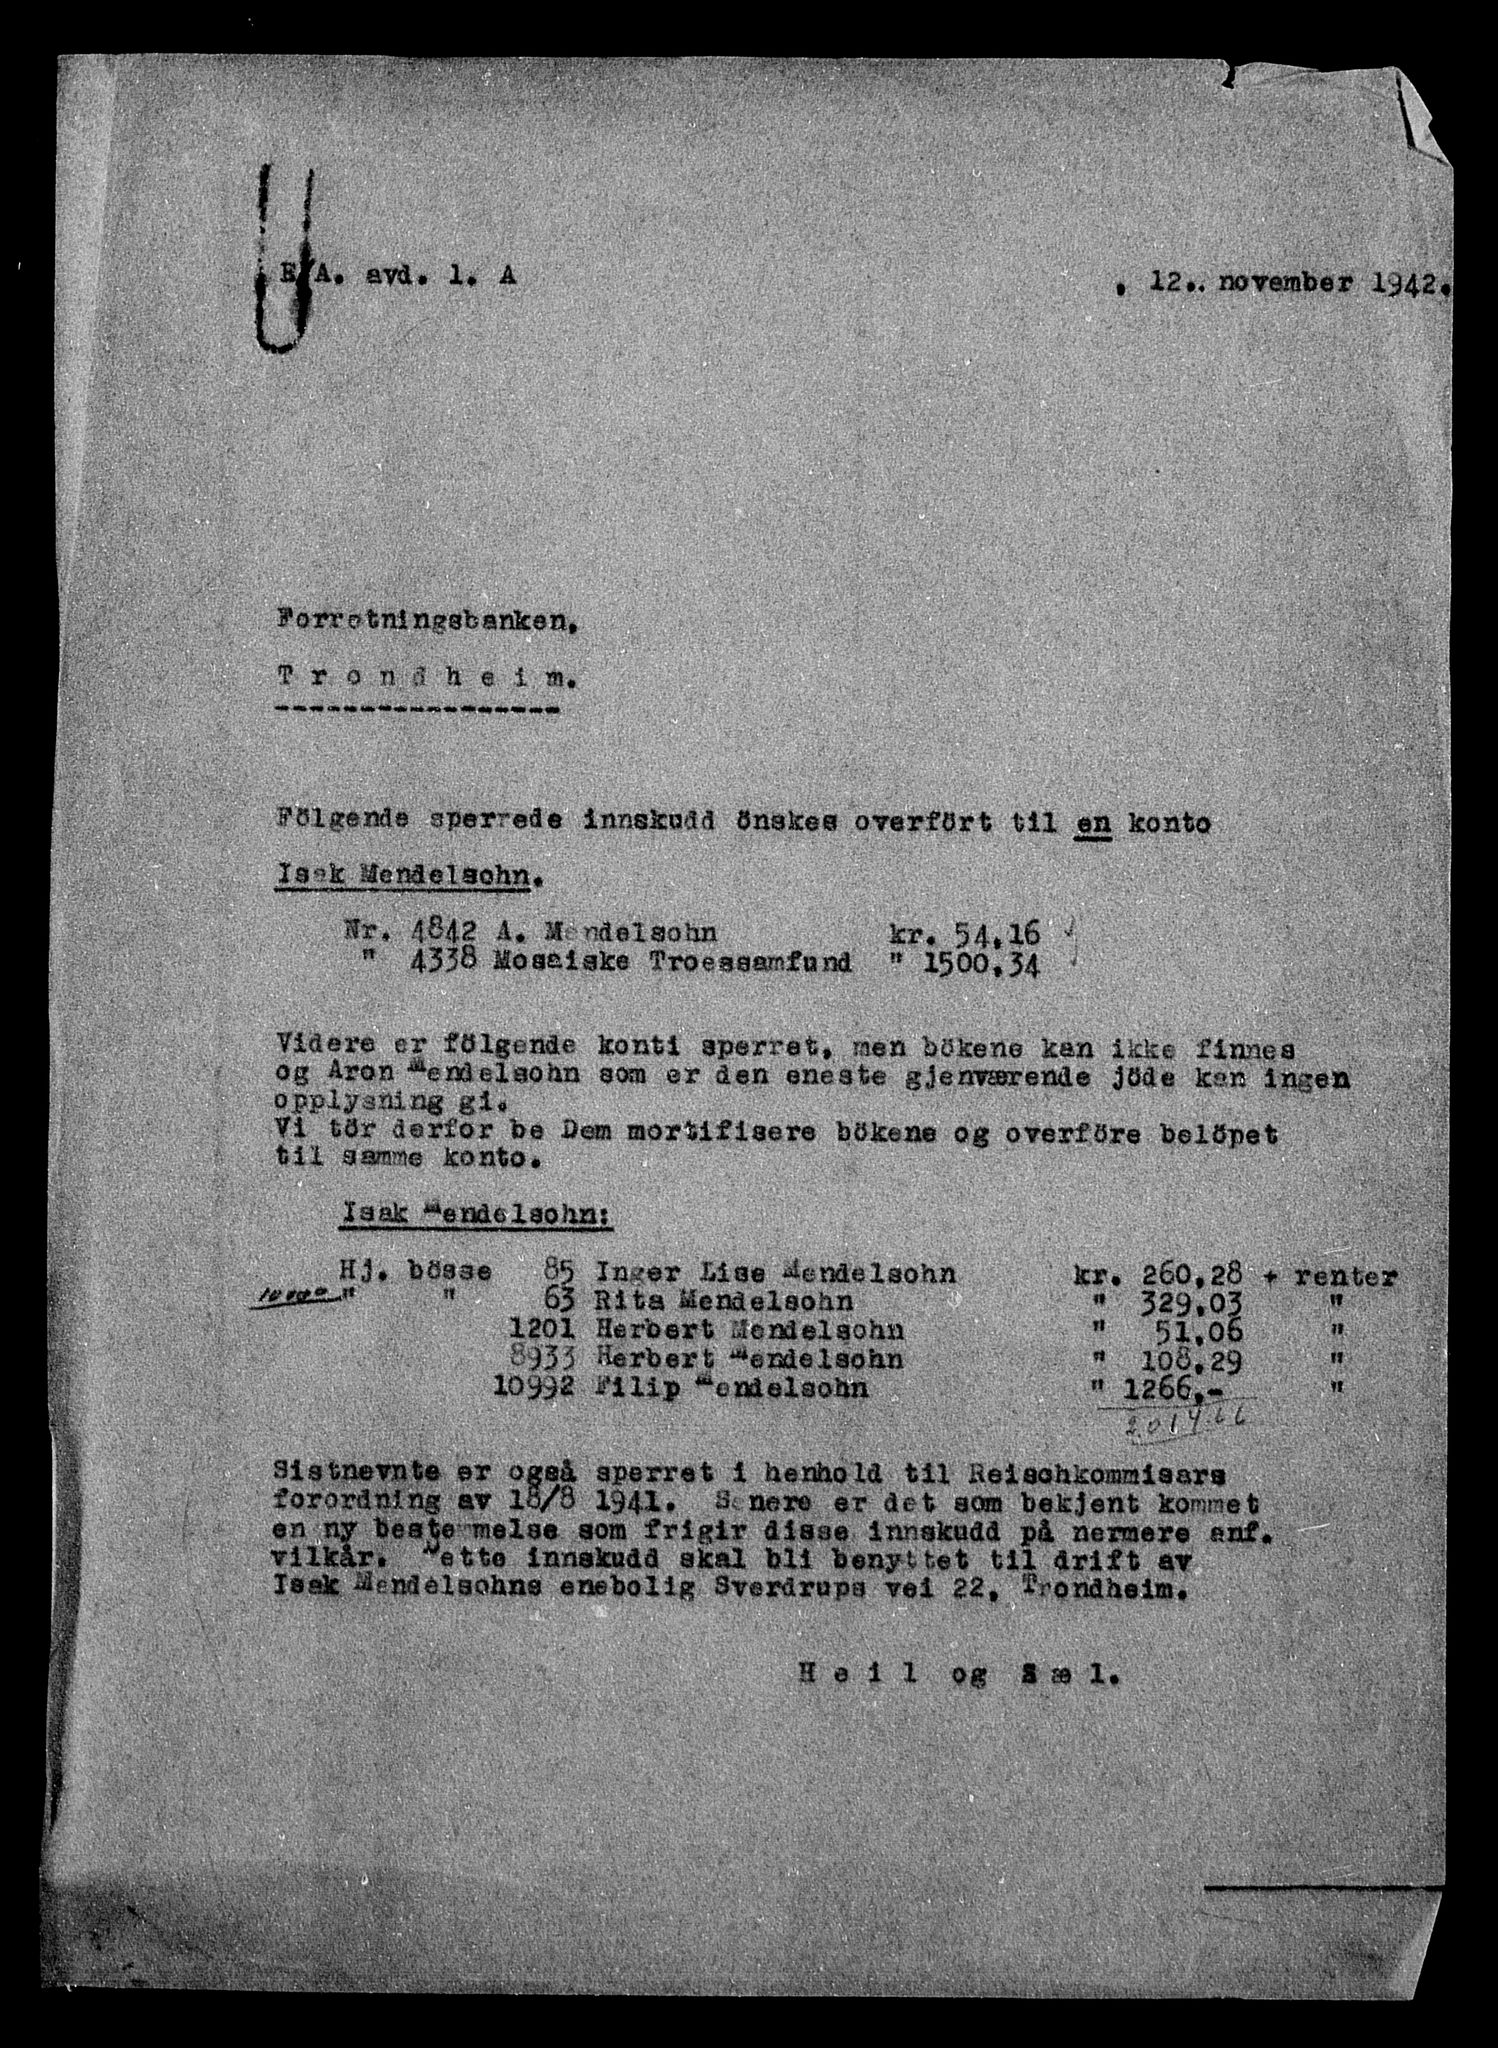 E/A. avd. 1. A
. 12.. november 1942.
Forretningsbanken.
T r o n d h e i m.
-----------------
Fölgende sperrede innskudd önskes overfört til en konto
Isak Mendelsohn.
Nr. 4842 A. Mendelsohn kr. 54.16
" 4338 Mosaiske Troessamfund " 1500.34
Videre er fölgende konti sperret, men bökene kan ikke finnes
og Aron Mendelsohn som er den eneste gjenværende jöde kan ingen
opplysning gi.
Vi tör derfor be Dem mortifisere bökene og overföre belöpet
til samme konto.
Isak Mendelsohn:
Hj. bösse 85 Inger Lise Mendelsohn kr. 260.28 + renter
" " 63 Rita Mendelsohn " 329.03 "
1201 Herbert Mendelsohn " 51.06 "
8933 Herbert Mendelsohn " 108.29 "
10992 Filip Mendelsohn " 1266.- "
2.014.66
Sistnevnte er også sperret i henhold til Reischkommisars
forordning av 18/8 1941. Senere er det som bekjent kommet
en ny bestemmelse som frigir disse innskudd på nermere anf.
vilkår. Dette innskudd skal bli benyttet til drift av
Isak Mendelsohns enebolig Sverdrups vei 22, Trondheim.
H e i l og S æ l.